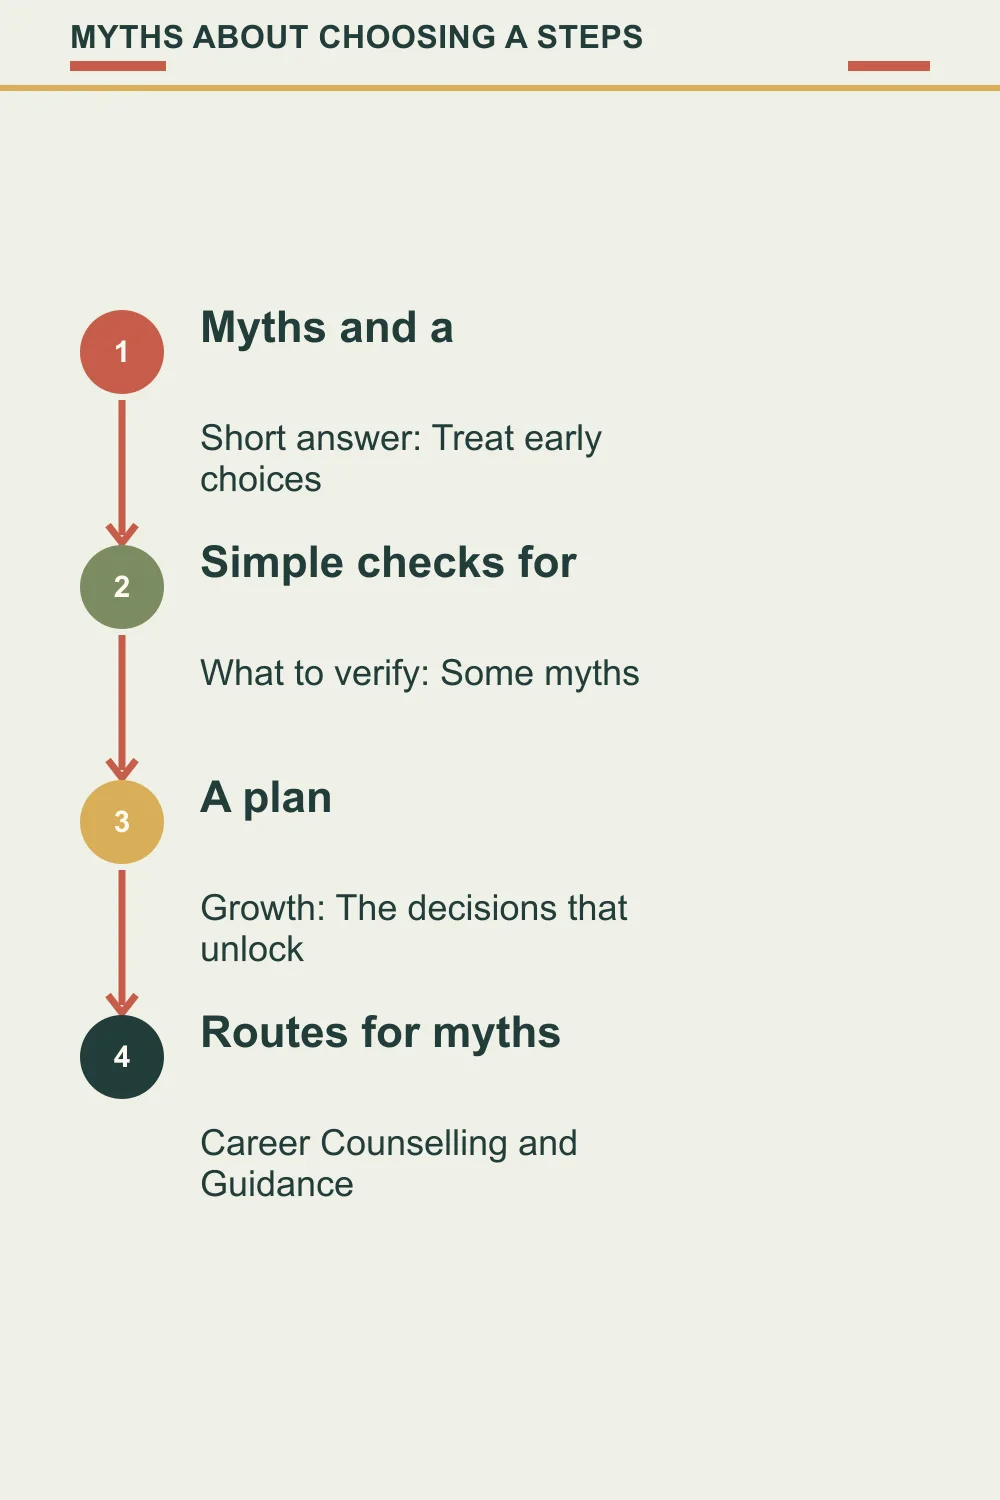 MYTHS ABOUT CHOOSING A STEPS
1
Myths and a
Short answer: Treat early
choices
2
Simple checks for
What to verify: Some myths
3
A plan
Growth: The decisions that
unlock
4
Routes for myths
Career Counselling and
Guidance